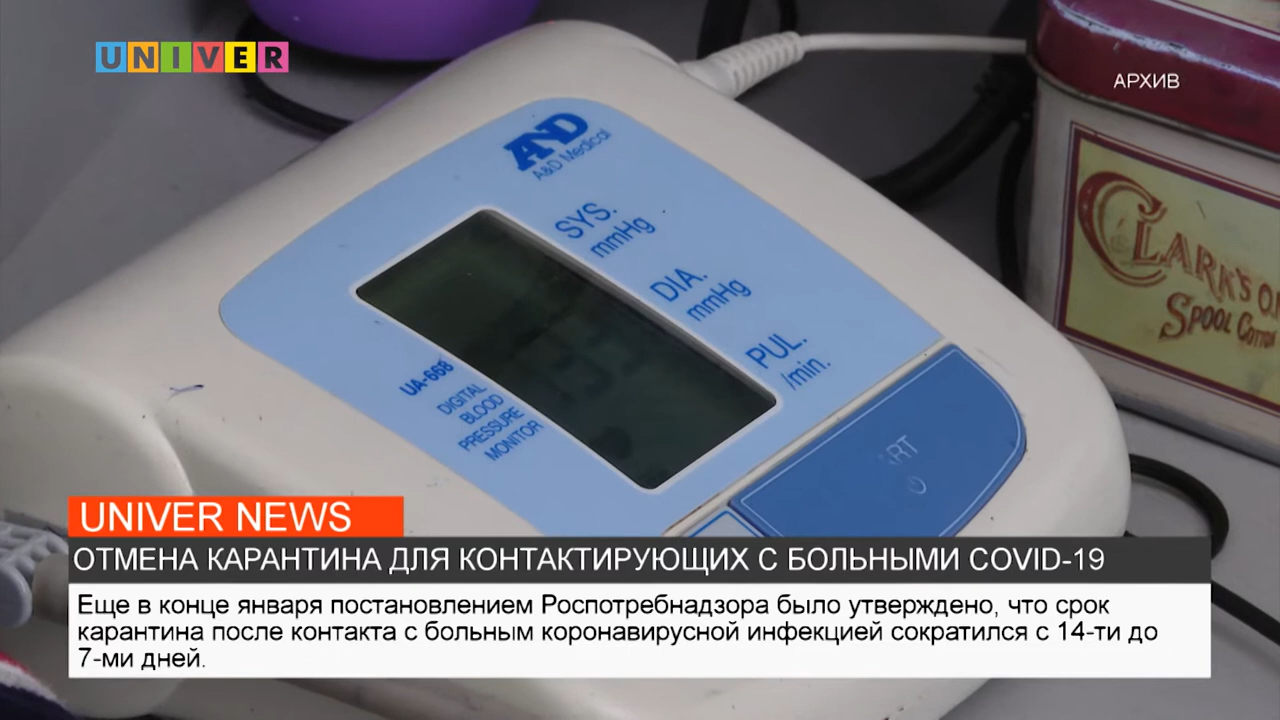 UNIVER
АРХИВ
AND
A&D Medical
SYS.
mmHg
DIA.
mmHg
PUL.
/min.
UA-668
DIGITAL
BLOOD
PRESSURE
MONITOR
CLARK'S O.
SPOOL COTTON
UNIVER NEWS
ОТМЕНА КАРАНТИНА ДЛЯ КОНТАКТИРУЮЩИХ С БОЛЬНЫМИ COVID-19
Еще в конце января постановлением Роспотребнадзора было утверждено, что срок
карантина после контакта с больным коронавирусной инфекцией сократился с 14-ти до
7-ми дней.